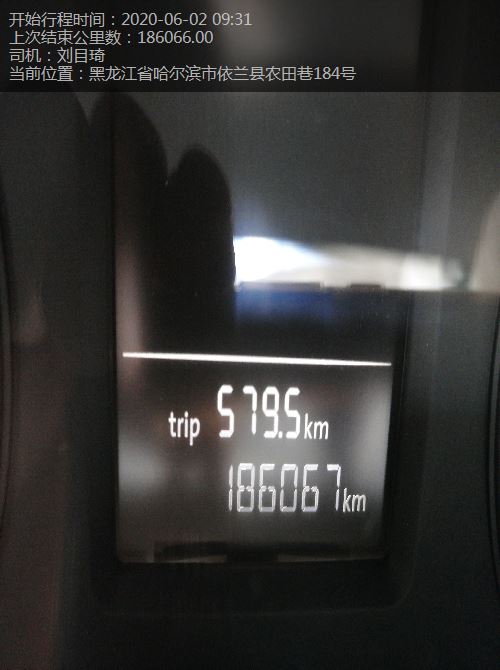 开始行程时间：2020-06-02 09:31
上次结束公里数：186066.00
司机：刘目琦
当前位置：黑龙江省哈尔滨市依兰县农田巷184号
trip 579.5km
186067km